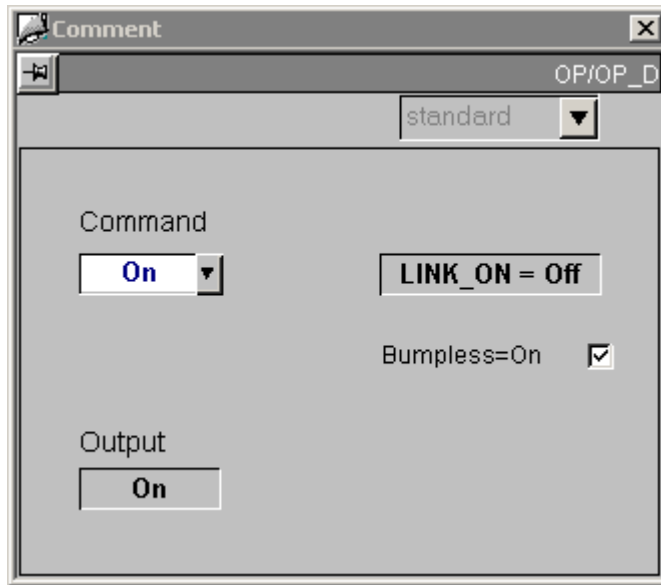 Comment
OP/OP_D
standard
Command
On
LINK_ON = Off
Bumpless=On
Output
On